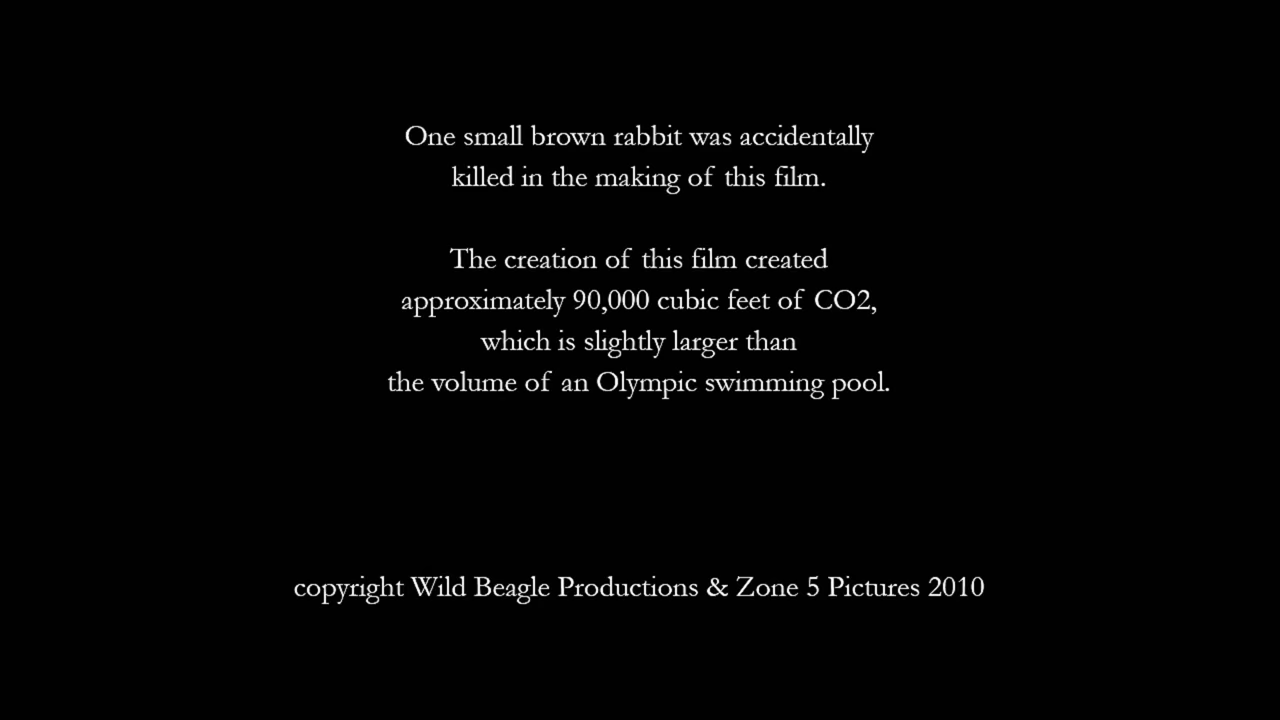 One small brown rabbit was accidentally
killed in the making of this film.
The creation of this film created
approximately 90,000 cubic feet of CO2,
which is slightly larger than
the volume of an Olympic swimming pool.
copyright Wild Beagle Productions & Zone 5 Pictures 2010